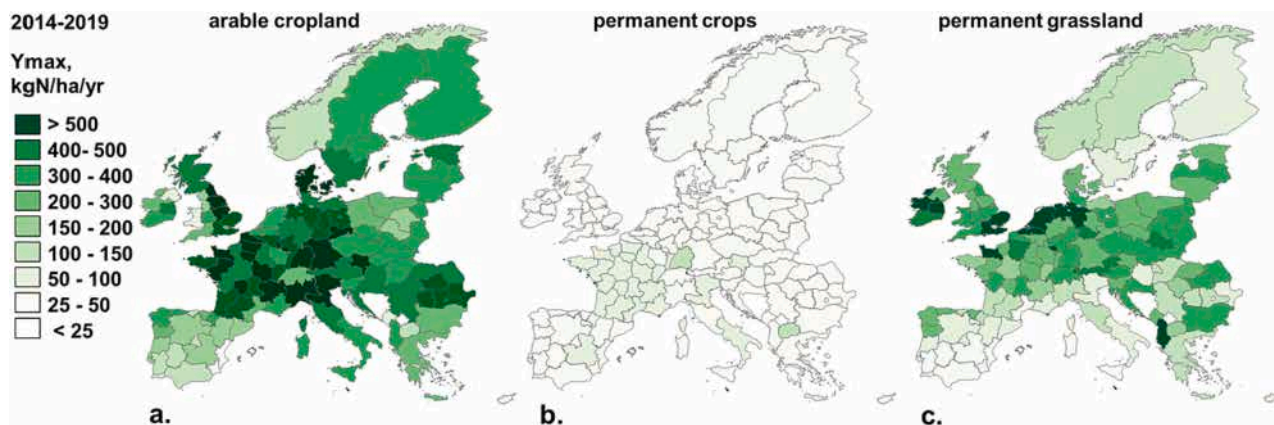 2014-2019
arable cropland
permanent crops
permanent grassland
Ymax,
kgN/ha/yr
> 500
400- 500
300 - 400
200 - 300
150 - 200
100 - 150
50 - 100
25 - 50
< 25
a.
b.
c.